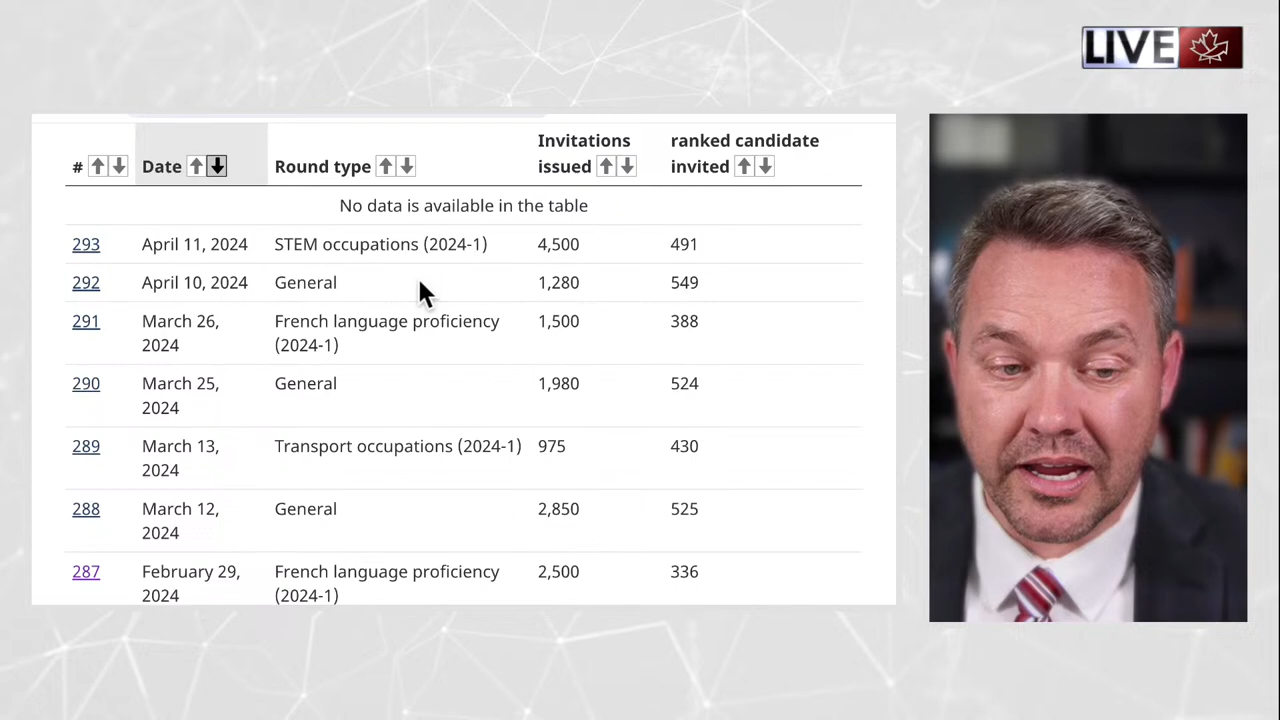 LIVE
Invitations ranked candidate
# Date Round type issued invited
No data is available in the table
293 April 11, 2024 STEM occupations (2024-1) 4,500 491
292 April 10, 2024 General 1,280 549
291 March 26, French language proficiency 1,500 388
2024 (2024-1)
290 March 25, General 1,980 524
2024
289 March 13, Transport occupations (2024-1) 975 430
2024
288 March 12, General 2,850 525
2024
287 February 29, French language proficiency 2,500 336
2024 (2024-1)